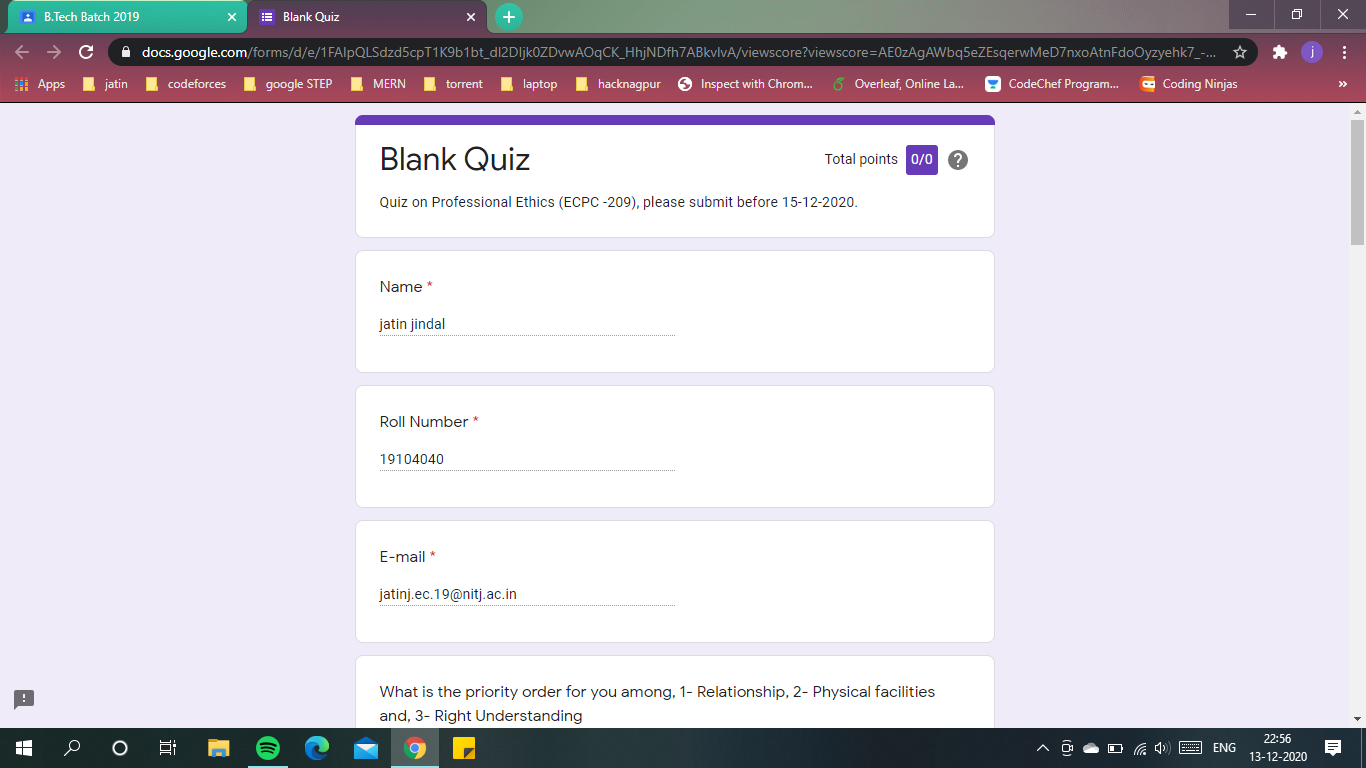 B.Tech Batch 2019
Blank Quiz
docs.google.com/forms/d/e/1FAIpQLSdzd5cpT1K9b1bt_dI2DIjk0ZDvwAOqCK_HhjNDfh7ABkvlvA/viewscore?viewscore=AE0zAgAWbq5eZEsqerwMeD7nxoAtnFdoOyzyehk7_-...
j
Apps jatin codeforces google STEP MERN torrent laptop hacknagpur Inspect with Chrom... Overleaf, Online La... CodeChef Program... Coding Ninjas »
Blank Quiz
Total points 0/0
Quiz on Professional Ethics (ECPC -209), please submit before 15-12-2020.
Name *
jatin jindal
Roll Number *
19104040
E-mail *
jatinj.ec.19@nitj.ac.in
What is the priority order for you among, 1- Relationship, 2- Physical facilities
and, 3- Right Understanding
ENG
22:56
13-12-2020